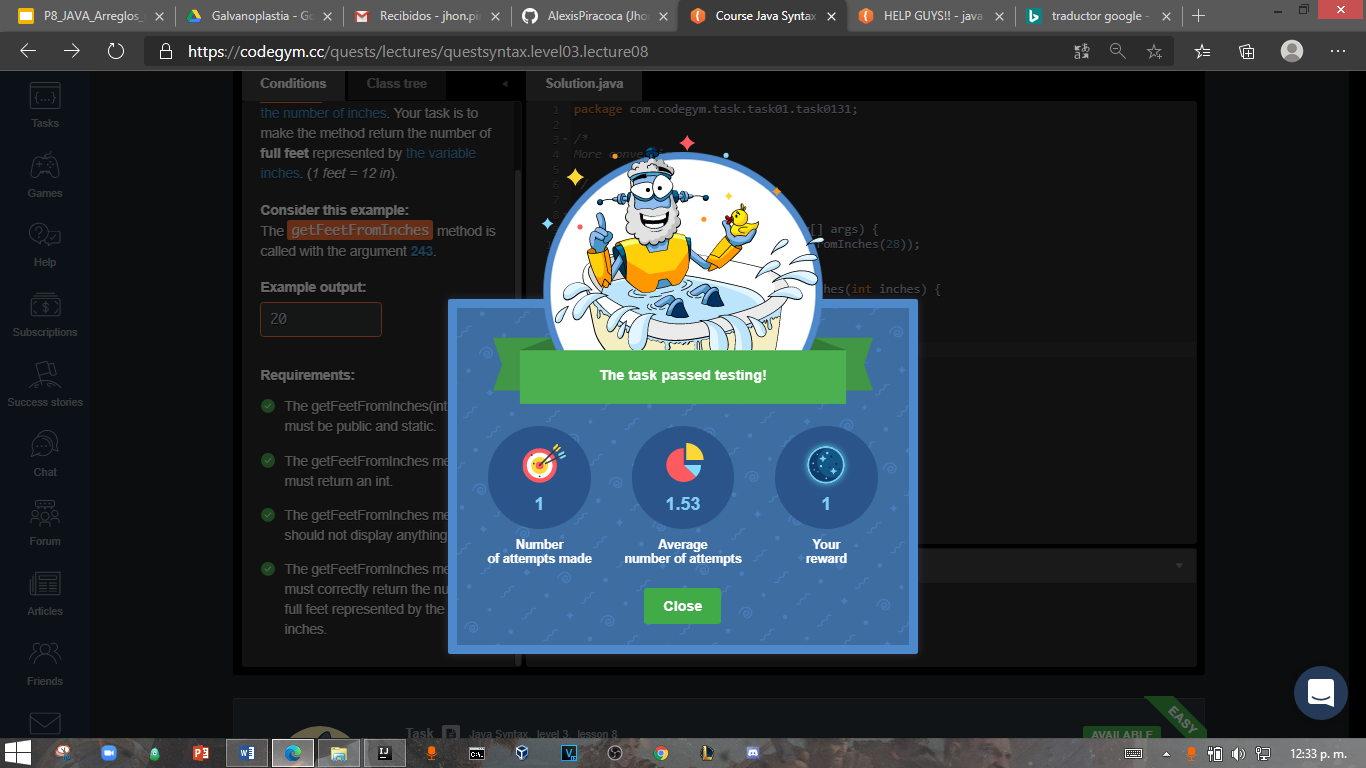 P8_JAVA_Arreglos_
Galvanoplastia - Go
Recibidos - jhon.pi
AlexisPiracoca (Jho
Course Java Syntax
HELP GUYS!! - java
traductor google -
https://codegym.cc/quests/lectures/questsyntax.level03.lecture08
Tasks
Games
Help
Subscriptions
Success stories
Chat
Forum
Articles
Friends
Conditions
Class tree
the number of inches. Your task is to
make the method return the number of
full feet represented by the variable
inches. (1 feet = 12 in).
Consider this example:
The getFeetFromInches method is
called with the argument 243.
Example output:
20
Requirements:
The getFeetFromInches(int
must be public and static.
The getFeetFromInches me
must return an int.
The getFeetFromInches me
should not display anything
The getFeetFromInches me
must correctly return the nu
full feet represented by the
inches.
Solution.java
1 package com.codegym.task.task01.task0131;
2
3 /*
4 More conve
5
6
7
8
[] args) {
omInches(28));
ches(int inches) {
The task passed testing!
1
Number
of attempts made
1.53
Average
number of attempts
1
Your
reward
Close
Task
Java Syntax, level 3, lesson 8
AVAILABLE
EASY
12:33 p. m.